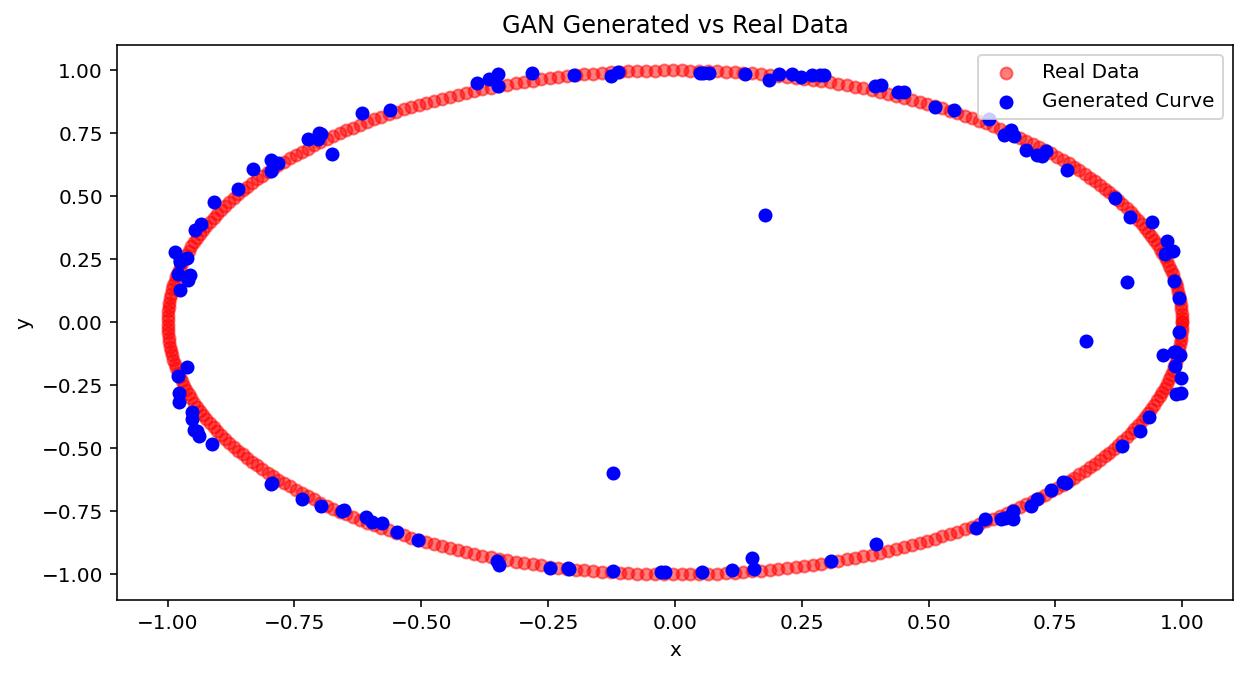 GAN Generated vs Real Data
Real Data
Generated Curve
1.00
0.75
0.50
0.25
0.00
−0.25
−0.50
−0.75
−1.00
y
−1.00 −0.75 −0.50 −0.25 0.00 0.25 0.50 0.75 1.00
x